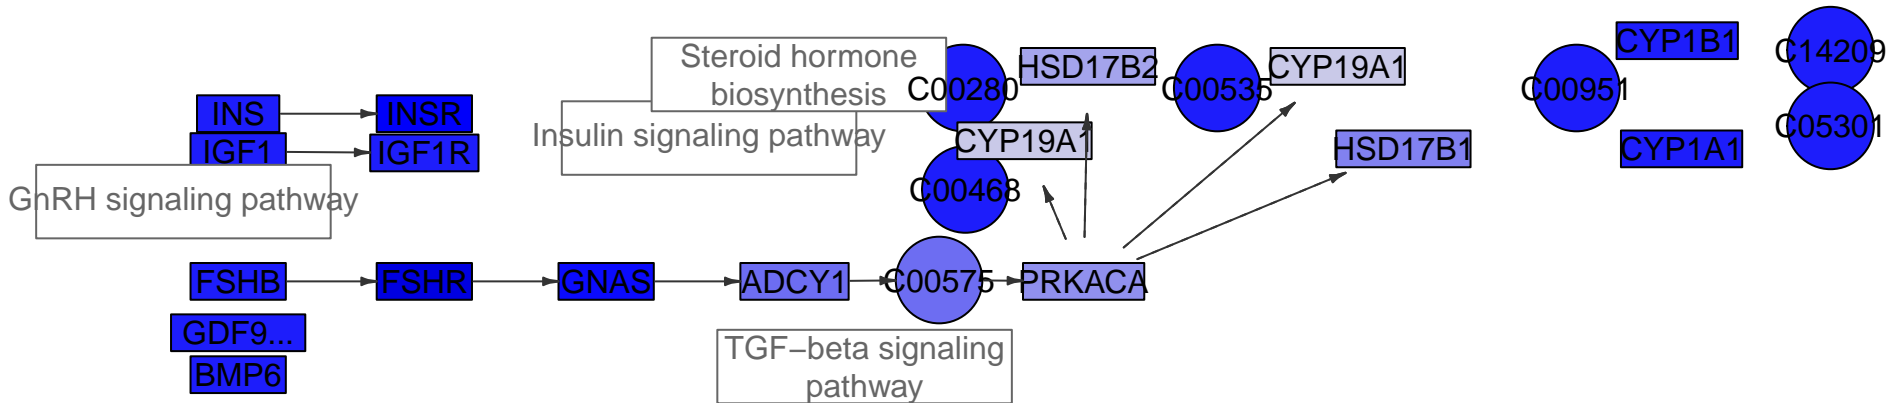 Steroid hormone
biosynthesis
C00280
HSD17B2
C00535
CYP19A1
C00951
CYP1B1
C14209
INS
INSR
Insulin signaling pathway
CYP19A1
HSD17B1
CYP1A1
C05301
IGF1
IGF1R
GnRH signaling pathway
C00468
FSHB
FSHR
GNAS
ADCY1
C00575
PRKACA
GDF9...
BMP6
TGF−beta signaling
pathway